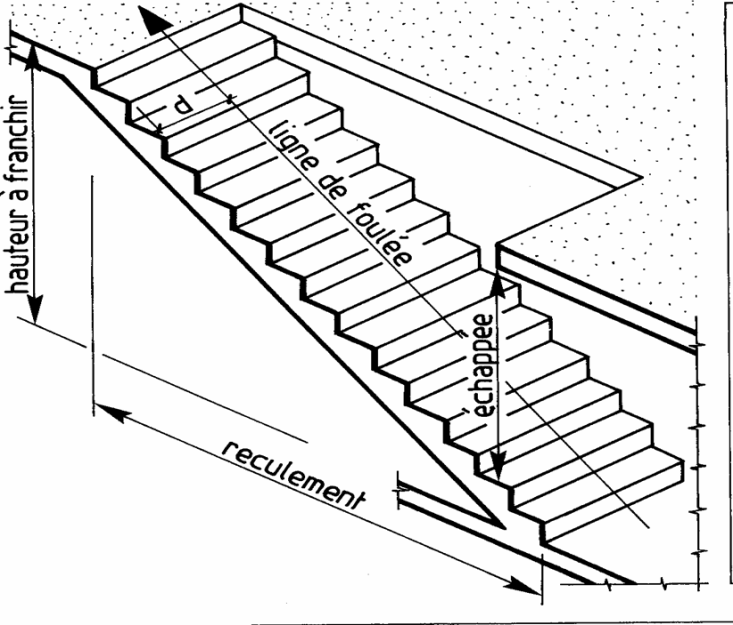 d
ligne de foulée
hauteur à franchir
échappée
reculement